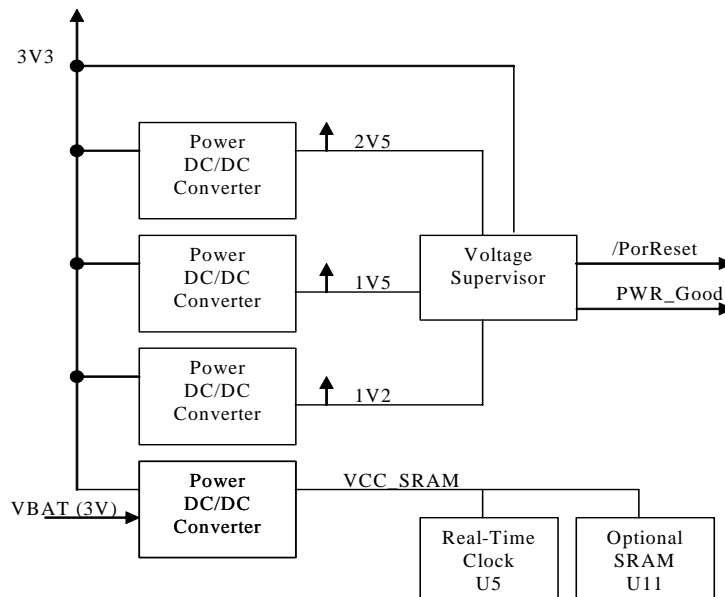 3V3
Power
DC/DC
Converter
2V5
Power
DC/DC
Converter
1V5
Voltage
Supervisor
/PorReset
PWR_Good
Power
DC/DC
Converter
1V2
Power
DC/DC
Converter
VCC_SRAM
VBAT (3V)
Real-Time
Clock
U5
Optional
SRAM
U11